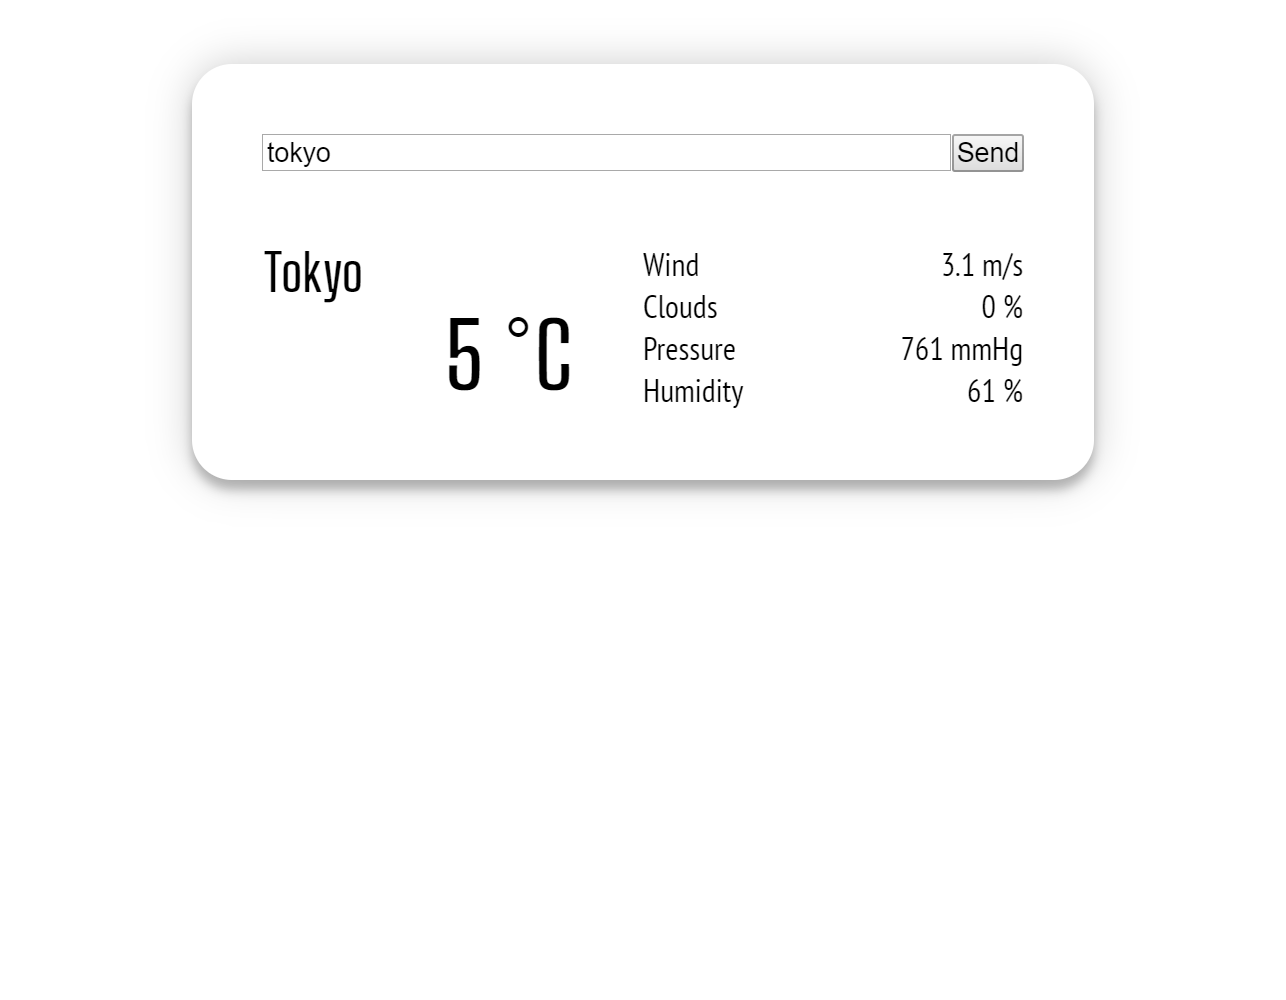 tokyo Send
Tokyo
5 °C
Wind 3.1 m/s
Clouds 0 %
Pressure 761 mmHg
Humidity 61 %